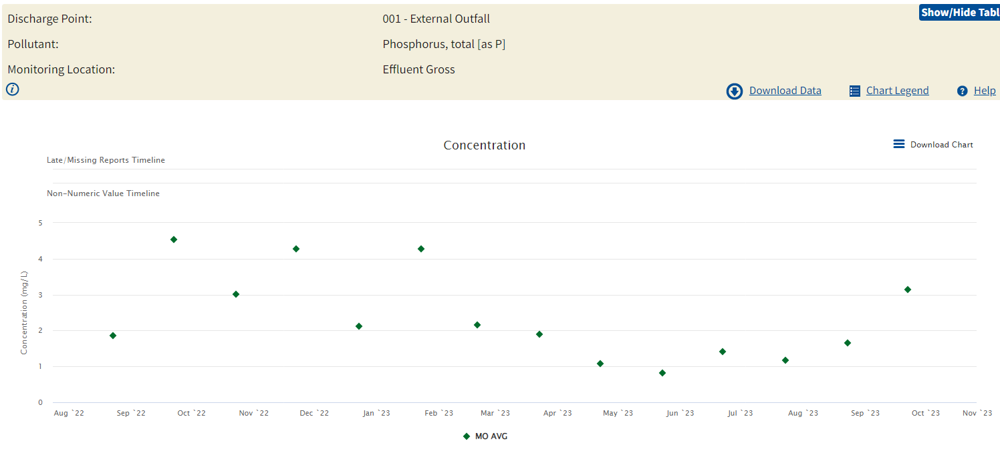 Discharge Point: 001 - External Outfall Show/Hide Tabl
Pollutant: Phosphorus, total [as P]
Monitoring Location: Effluent Gross
Download Data Chart Legend Help
Concentration
Download Chart
Late/Missing Reports Timeline
Non-Numeric Value Timeline
Concentration (mg/L)
5
4
3
2
1
0
Aug `22 Sep `22 Oct `22 Nov `22 Dec `22 Jan `23 Feb `23 Mar `23 Apr `23 May `23 Jun `23 Jul `23 Aug `23 Sep `23 Oct `23 Nov `23
MO AVG